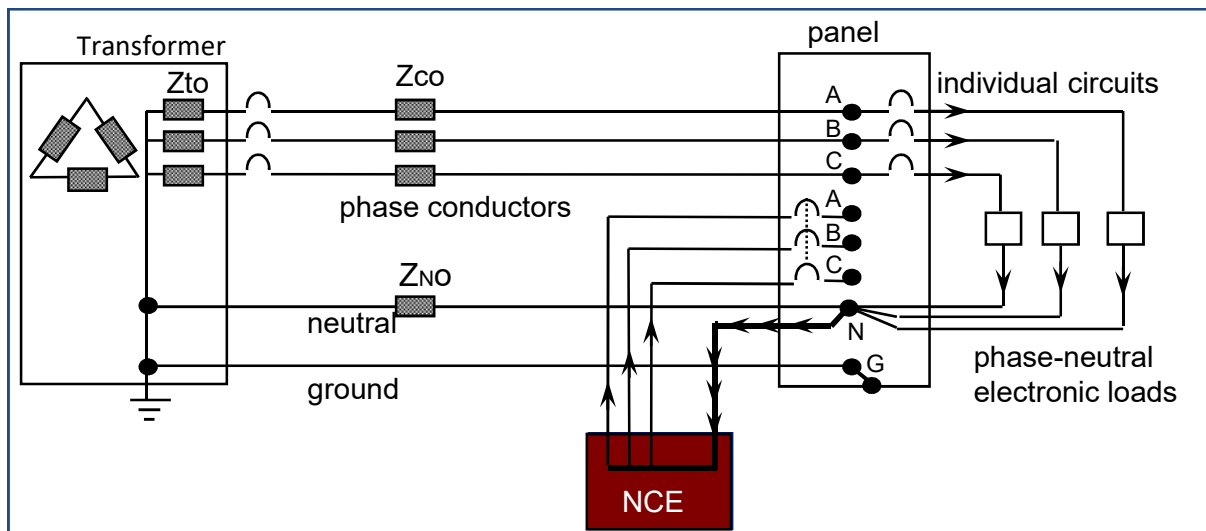 Transformer
panel
Zto
Zco
individual circuits
A
B
C
phase conductors
A
B
C
ZNo
neutral
N
G
ground
phase-neutral
electronic loads
NCE